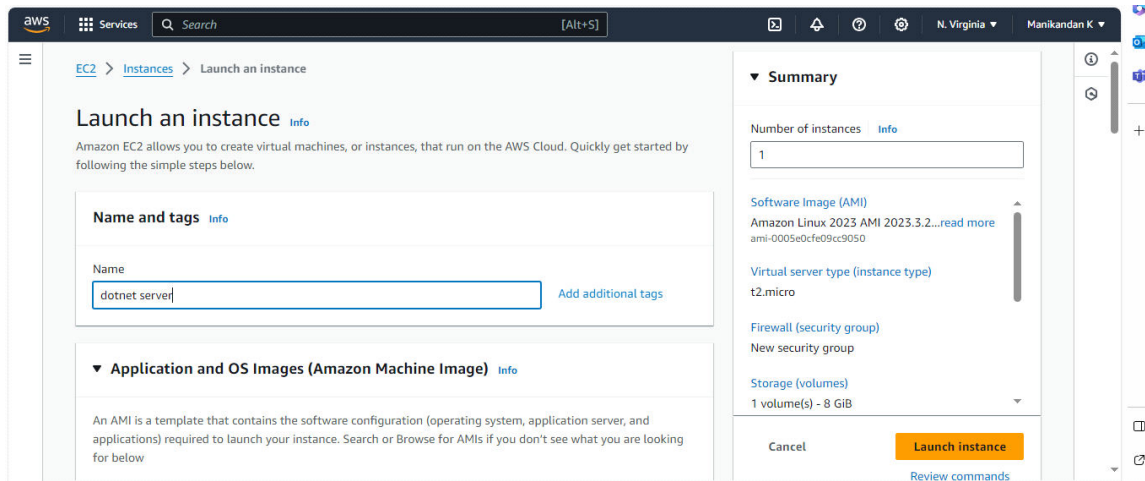 aws
Services
Search
[Alt+S]
N. Virginia ▼
Manikandan K ▼
EC2 > Instances > Launch an instance
Launch an instance Info
Amazon EC2 allows you to create virtual machines, or instances, that run on the AWS Cloud. Quickly get started by
following the simple steps below.
Name and tags Info
Name
dotnet server
Add additional tags
▼ Application and OS Images (Amazon Machine Image) Info
An AMI is a template that contains the software configuration (operating system, application server, and
applications) required to launch your instance. Search or Browse for AMIs if you don't see what you are looking
for below
▼ Summary
Number of instances Info
1
Software Image (AMI)
Amazon Linux 2023 AMI 2023.3.2...read more
ami-0005e0cfe09cc9050
Virtual server type (instance type)
t2.micro
Firewall (security group)
New security group
Storage (volumes)
1 volume(s) - 8 GiB
Cancel
Launch instance
Review commands